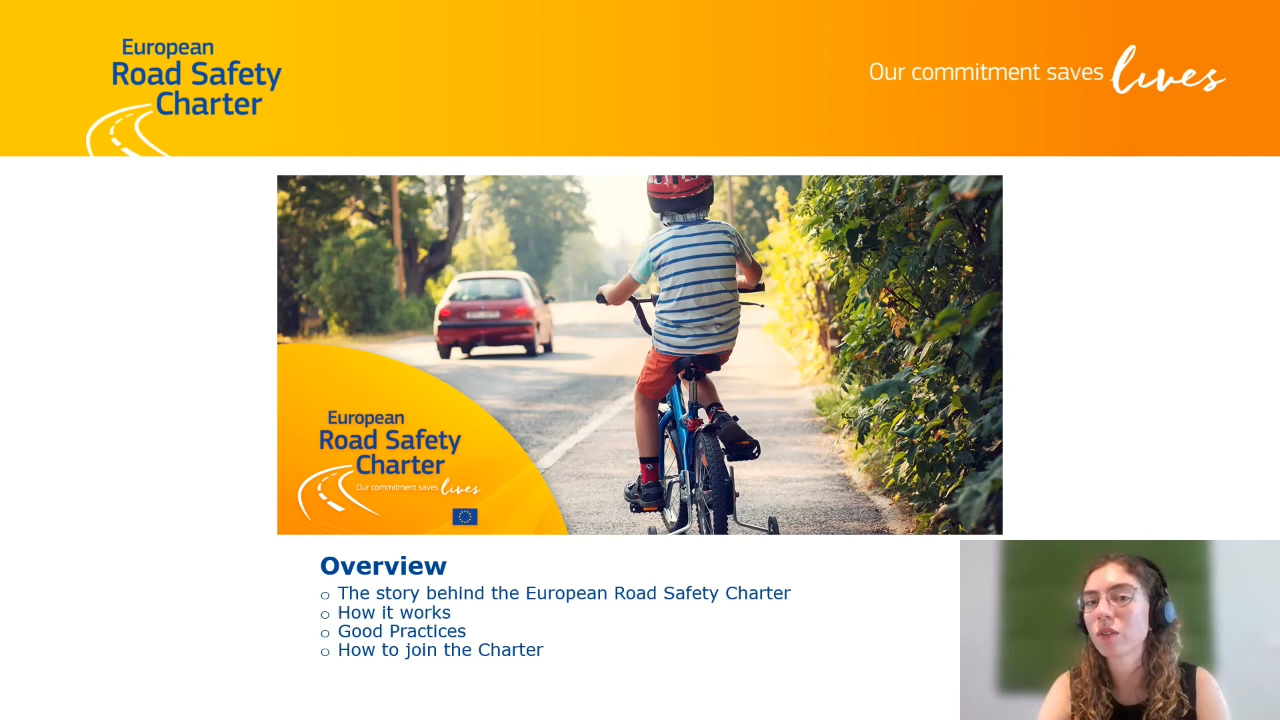 European
Road Safety
Charter
Our commitment saves lives
European
Road Safety
Charter
Our commitment saves lives
Overview
o The story behind the European Road Safety Charter
o How it works
o Good Practices
o How to join the Charter